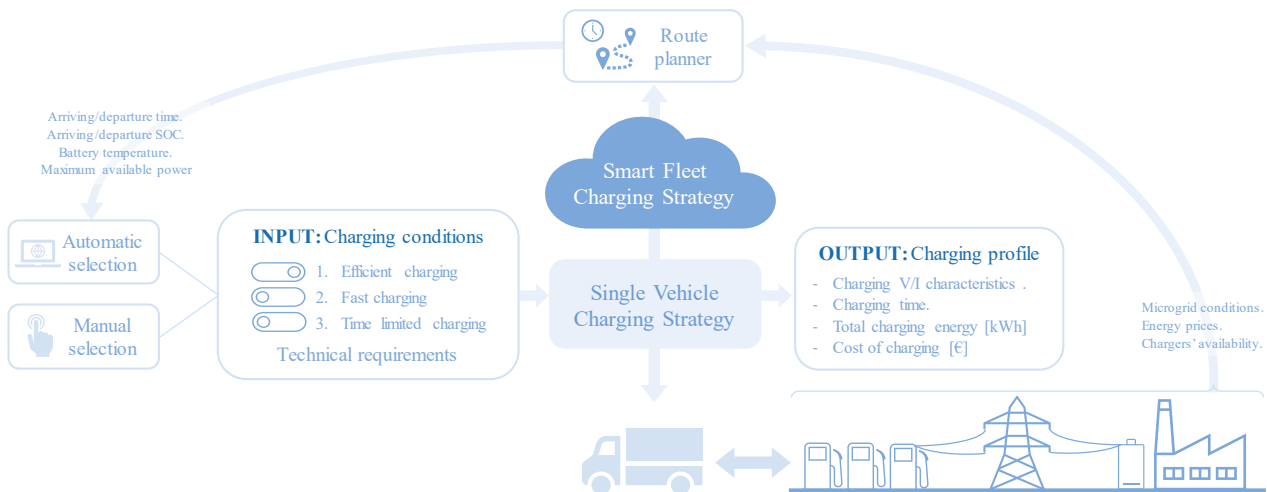 Route
planner
Arriving/departure time.
Arriving/departure SOC.
Battery temperature.
Maximum available power
Smart Fleet
Charging Strategy
Automatic
selection
Manual
selection
INPUT: Charging conditions
1. Efficient charging
2. Fast charging
3. Time limited charging
Technical requirements
Single Vehicle
Charging Strategy
OUTPUT: Charging profile
- Charging V/I characteristics .
- Charging time.
- Total charging energy [kWh]
- Cost of charging [€]
Microgrid conditions.
Energy prices.
Chargers' availability.